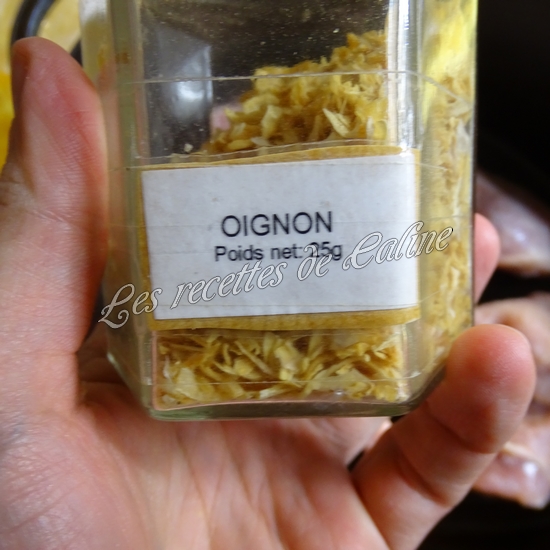 OIGNON
Poids net: 25g
Les recettes de Caline